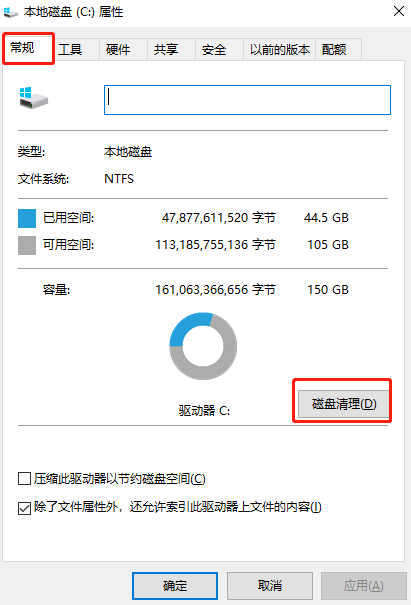 本地磁盘 (C:) 属性
常规 工具 硬件 共享 安全 以前的版本 配额
类型: 本地磁盘
文件系统: NTFS
已用空间: 47,877,611,520 字节 44.5 GB
可用空间: 113,185,755,136 字节 105 GB
容量: 161,063,366,656 字节 150 GB
驱动器 C:
磁盘清理(D)
压缩此驱动器以节约磁盘空间(C)
除了文件属性外，还允许索引此驱动器上文件的内容(I)
确定 取消 应用(A)